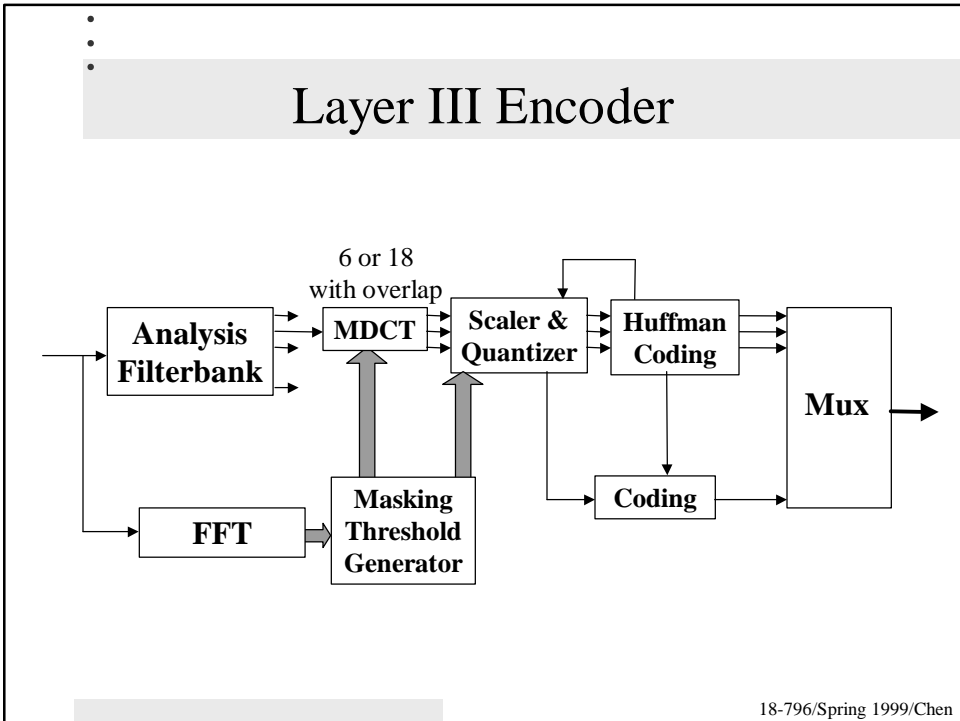 Layer III Encoder
6 or 18
with overlap
MDCT
Analysis
Filterbank
Scaler &
Quantizer
Huffman
Coding
Mux
FFT
Masking
Threshold
Generator
Coding
18-796/Spring 1999/Chen